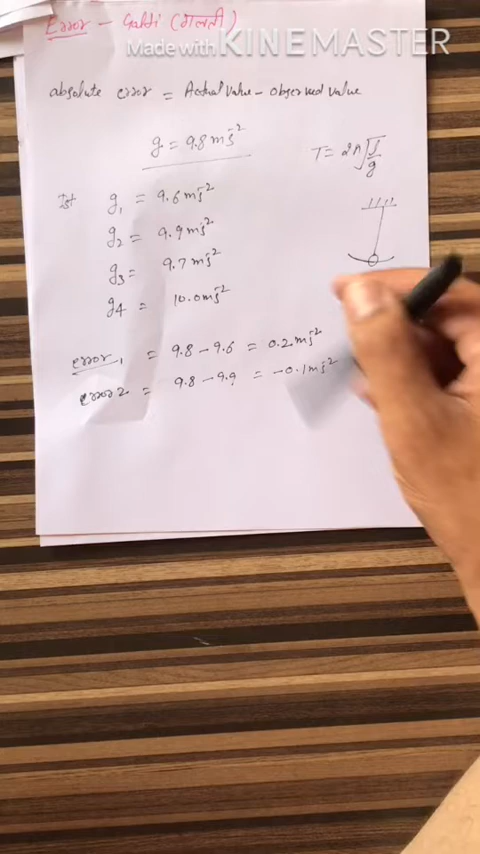 Error - Galti (गलती)
Made with KINEMASTER
absolute error = Actual value - observed value
g = 9.8 ms⁻²
T = 2π√l/g
Ist g₁ = 9.6 ms⁻²
g₂ = 9.9 ms⁻²
g₃ = 9.7 ms⁻²
g₄ = 10.0 ms⁻²
error₁ = 9.8 - 9.6 = 0.2 ms⁻²
error 2 = 9.8 - 9.9 = -0.1 ms⁻²